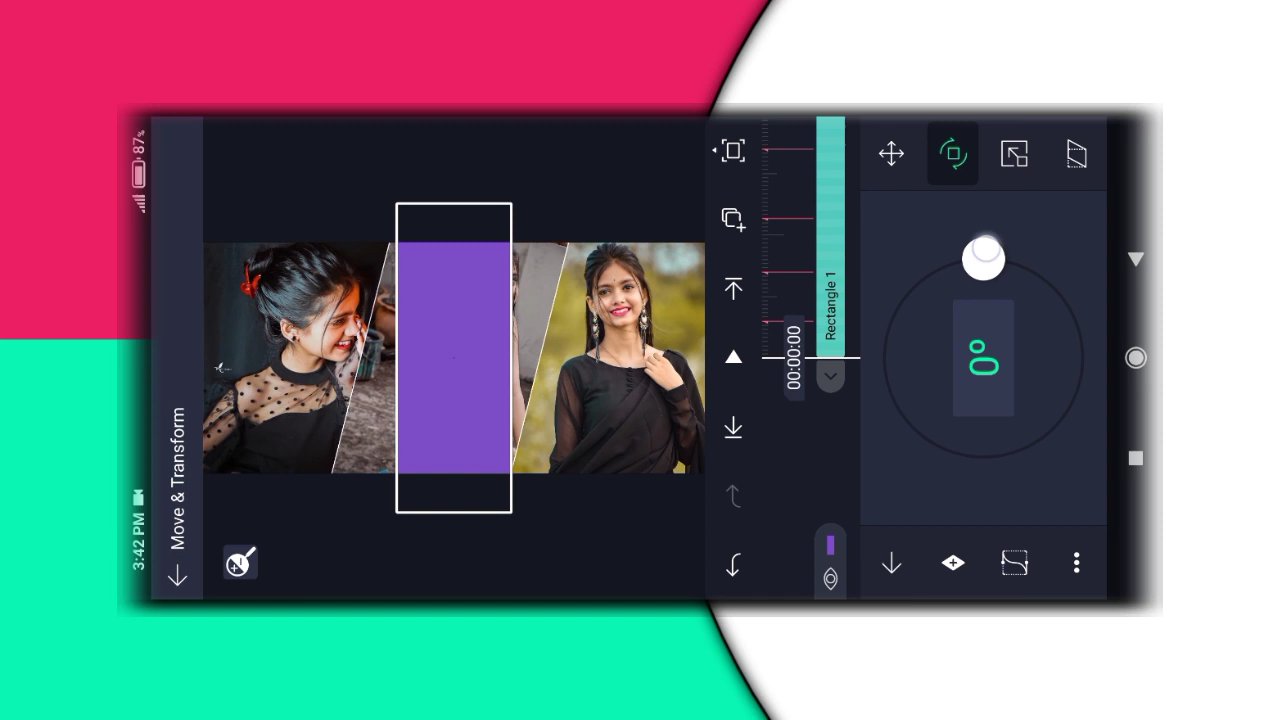 3:42 PM
87%
Move & Transform
00:00:00
Rectangle 1
0°